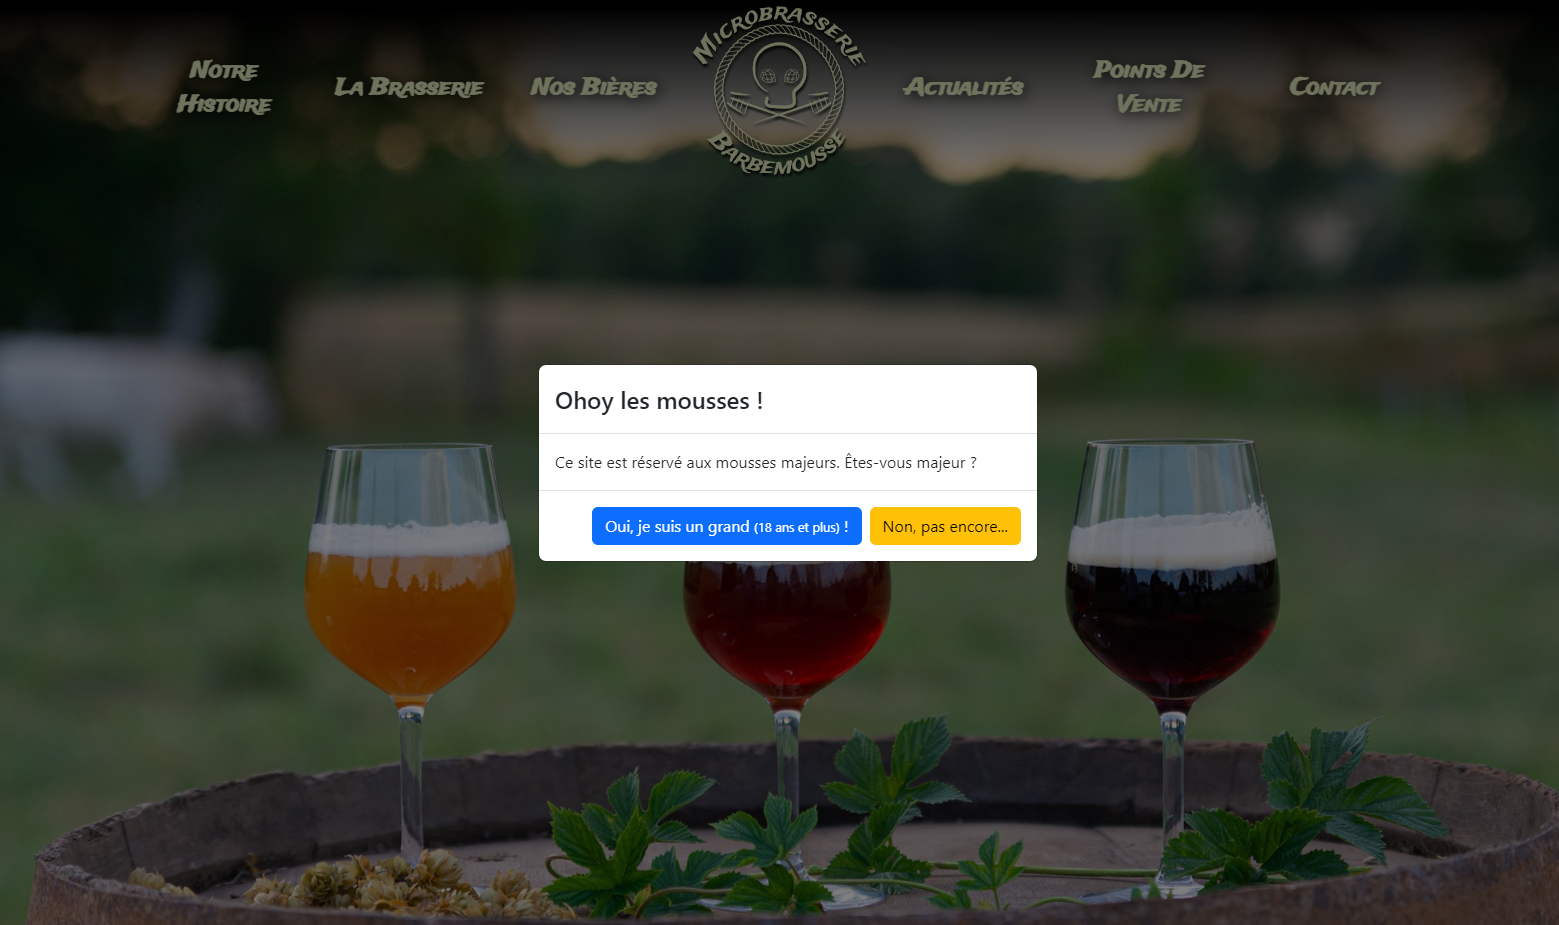 Notre
Histoire
La Brasserie
Nos Bières
Microbrasserie
Barbemousse
Actualités
Points De
Vente
Contact
Ohoy les mousses !
Ce site est réservé aux mousses majeurs. Êtes-vous majeur ?
Oui, je suis un grand (18 ans et plus) !
Non, pas encore...